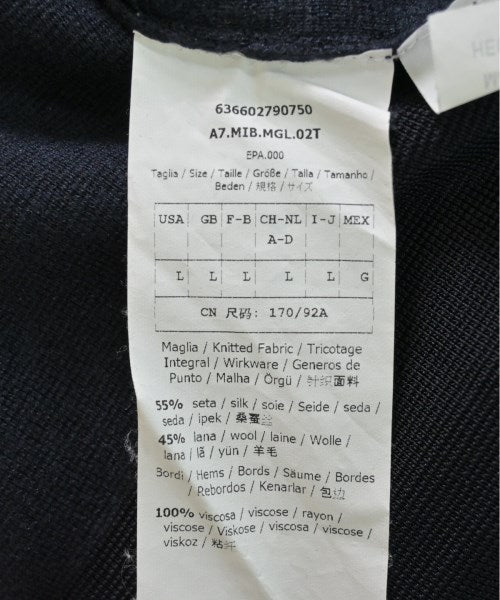 HE
M
636602790750
A7.MIB.MGL.02T
EPA.000
Taglia / Size / Taille / Größe / Talla / Tamanho /
Beden / 规格 / サイズ
USA GB F-B CH-NL I-J MEX
A-D
L L L L L G
CN 尺码: 170/92A
Maglia / Knitted Fabric / Tricotage
Integral / Wirkware / Generos de
Punto / Malha / Örgü / 针织面料
55% seta / silk / soie / Seide / seda /
seda / ipek / 桑蚕丝
45% lana / wool / laine / Wolle /
lana / lã / yün / 羊毛
Bordi / Hems / Bords / Säume / Bordes
/ Rebordos / Kenarlar / 包边
100% viscosa / viscose / rayon /
viscose / Viskose / viscosa / viscose /
viskoz / 粘纤